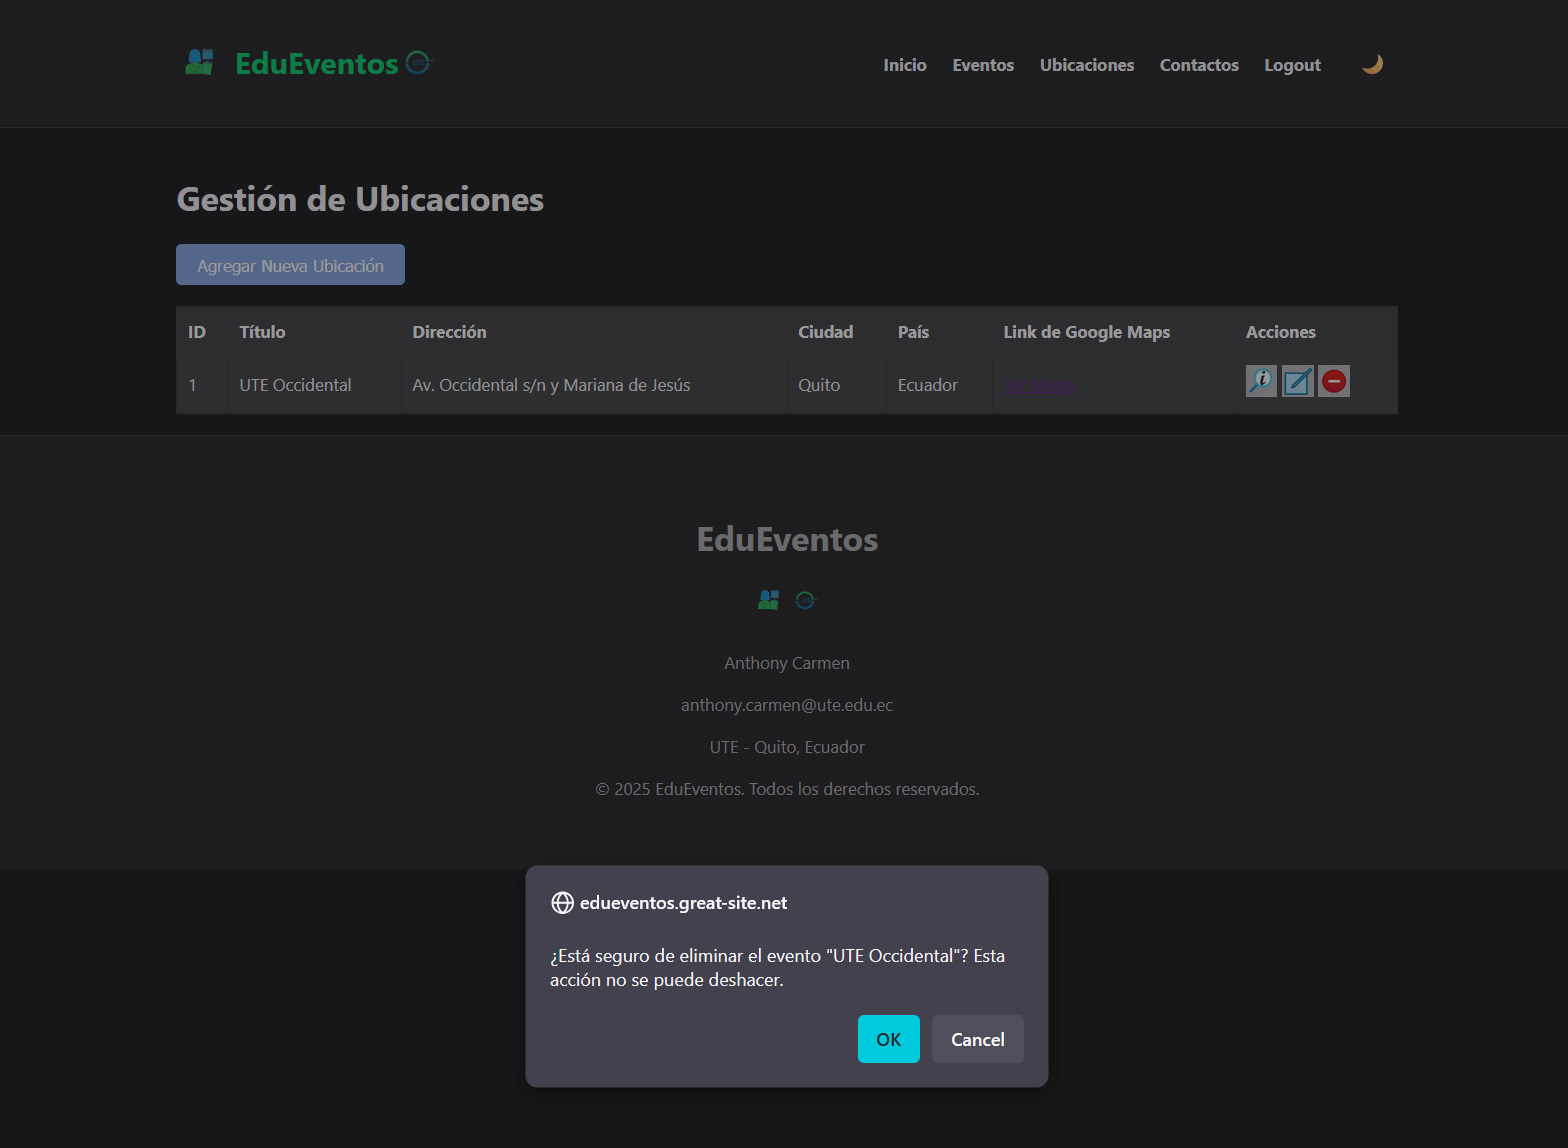 EduEventos
Inicio Eventos Ubicaciones Contactos Logout
Gestión de Ubicaciones
Agregar Nueva Ubicación
ID Título Dirección Ciudad País Link de Google Maps Acciones
1 UTE Occidental Av. Occidental s/n y Mariana de Jesús Quito Ecuador
EduEventos
Anthony Carmen
anthony.carmen@ute.edu.ec
UTE - Quito, Ecuador
© 2025 EduEventos. Todos los derechos reservados.
edueventos.great-site.net
¿Está seguro de eliminar el evento "UTE Occidental"? Esta
acción no se puede deshacer.
OK Cancel